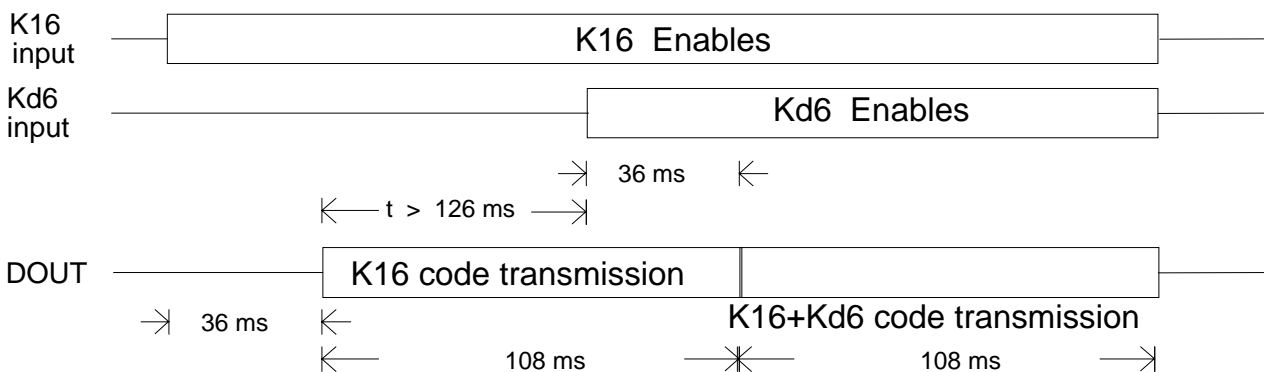 K16
input
K16 Enables
Kd6
input
Kd6 Enables
36 ms
t > 126 ms
DOUT
K16 code transmission
36 ms
K16+Kd6 code transmission
108 ms
108 ms